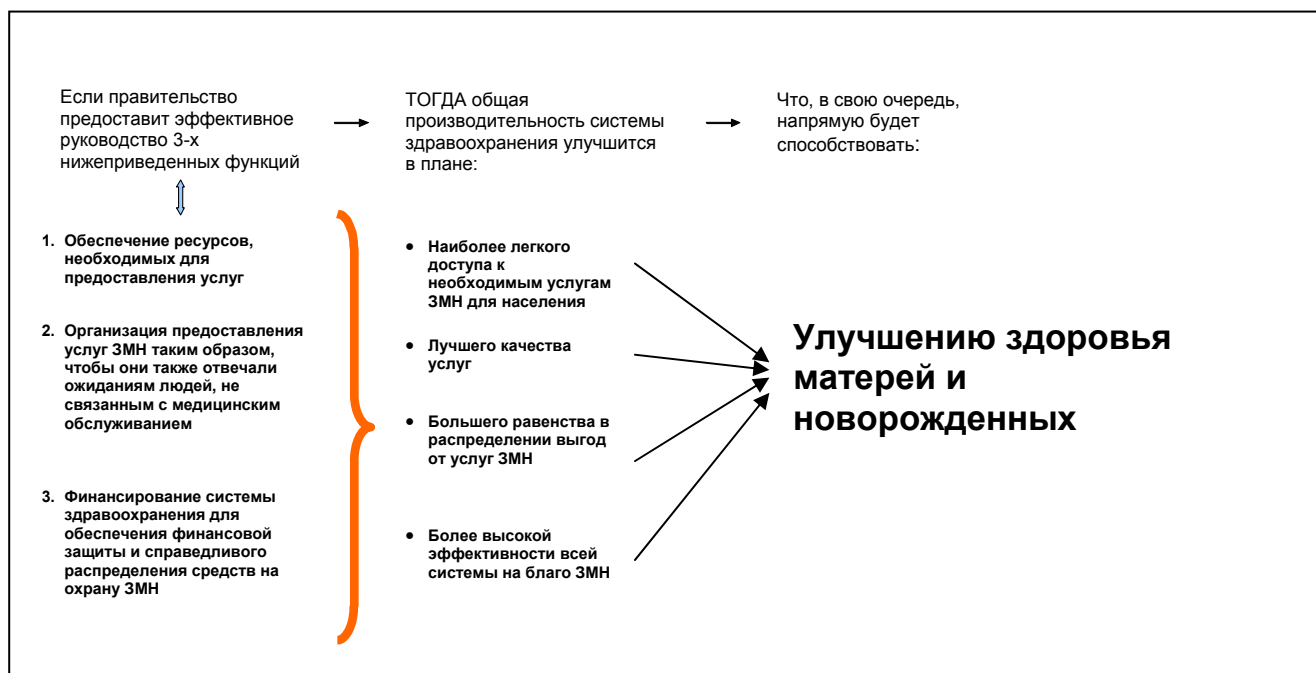 Если правительство
предоставит эффективное
руководство 3-х
нижеприведенных функций
ТОГДА общая
производительность системы
здравоохранения улучшится
в плане:
Что, в свою очередь,
напрямую будет
способствовать:
1. Обеспечение ресурсов,
необходимых для
предоставления услуг
2. Организация предоставления
услуг ЗМН таким образом,
чтобы они также отвечали
ожиданиям людей, не
связанным с медицинским
обслуживанием
3. Финансирование системы
здравоохранения для
обеспечения финансовой
защиты и справедливого
распределения средств на
охрану ЗМН
• Наиболее легкого
доступа к
необходимым услугам
ЗМН для населения
• Лучшего качества
услуг
• Большего равенства в
распределении выгод
от услуг ЗМН
• Более высокой
эффективности всей
системы на благо ЗМН
Улучшению здоровья
матерей и
новорожденных